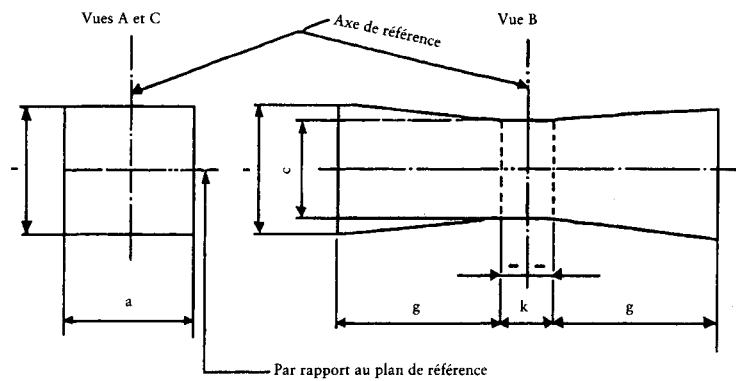 Vues A et C
Axe de référence
Vue B
c
a
g
k
g
Par rapport au plan de référence